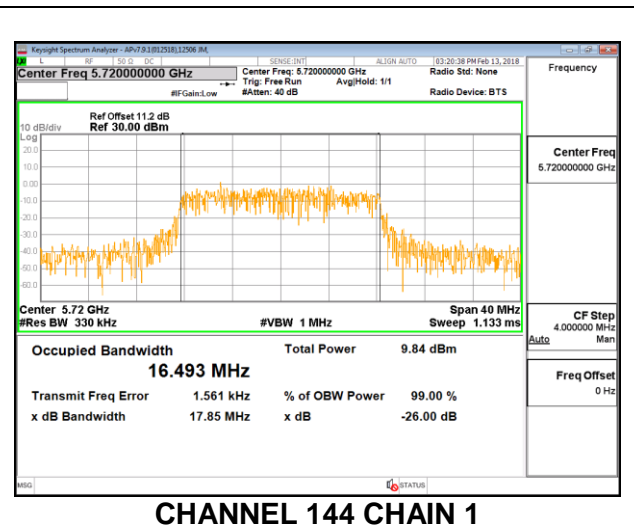 Keysight Spectrum Analyzer - APv7.9.1(012518),12506 JM,
L RF 50 Ω DC SENSE:INT ALIGN AUTO 03:20:38 PM Feb 13, 2018
Center Freq 5.720000000 GHz
Center Freq: 5.720000000 GHz
Radio Std: None
Trig: Free Run Avg|Hold: 1/1
#IFGain:Low #Atten: 40 dB Radio Device: BTS
Frequency
Ref Offset 11.2 dB
10 dB/div Ref 30.00 dBm
Log
20.0
10.0
0.00
-10.0
-20.0
-30.0
-40.0
-50.0
-60.0
Center Freq
5.720000000 GHz
Center 5.72 GHz Span 40 MHz
#Res BW 330 kHz #VBW 1 MHz Sweep 1.133 ms
CF Step
4.000000 MHz
Auto Man
Occupied Bandwidth Total Power 9.84 dBm
16.493 MHz
Transmit Freq Error 1.561 kHz % of OBW Power 99.00 %
x dB Bandwidth 17.85 MHz x dB -26.00 dB
Freq Offset
0 Hz
MSG STATUS
CHANNEL 144 CHAIN 1